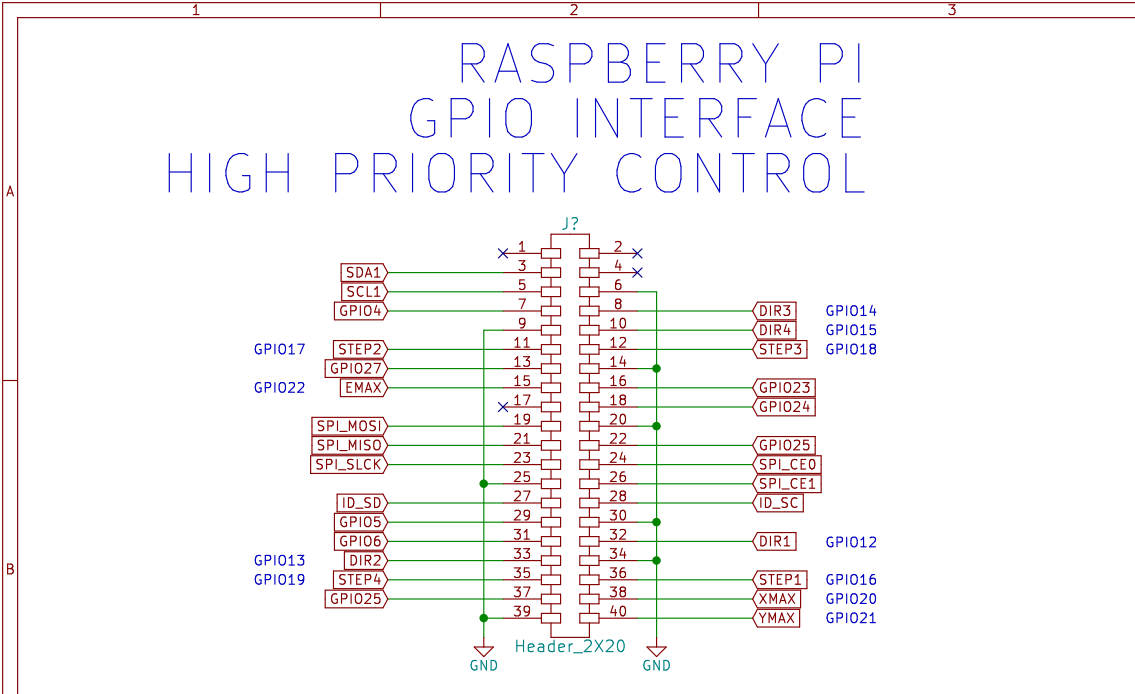 1 2 3
RASPBERRY PI
GPIO INTERFACE
HIGH PRIORITY CONTROL
A
J?
1 2
SDA1 3 4
SCL1 5 6
GPIO4 7 8 DIR3 GPIO14
9 10 DIR4 GPIO15
GPIO17 STEP2 11 12 STEP3 GPIO18
GPIO27 13 14
GPIO22 EMAX 15 16 GPIO23
17 18 GPIO24
SPI_MOSI 19 20
SPI_MISO 21 22 GPIO25
SPI_SLCK 23 24 SPI_CE0
25 26 SPI_CE1
ID_SD 27 28 ID_SC
GPIO5 29 30
GPIO6 31 32 DIR1 GPIO12
GPIO13 DIR2 33 34
B
GPIO19 STEP4 35 36 STEP1 GPIO16
GPIO25 37 38 XMAX GPIO20
39 40 YMAX GPIO21
Header_2X20
GND GND